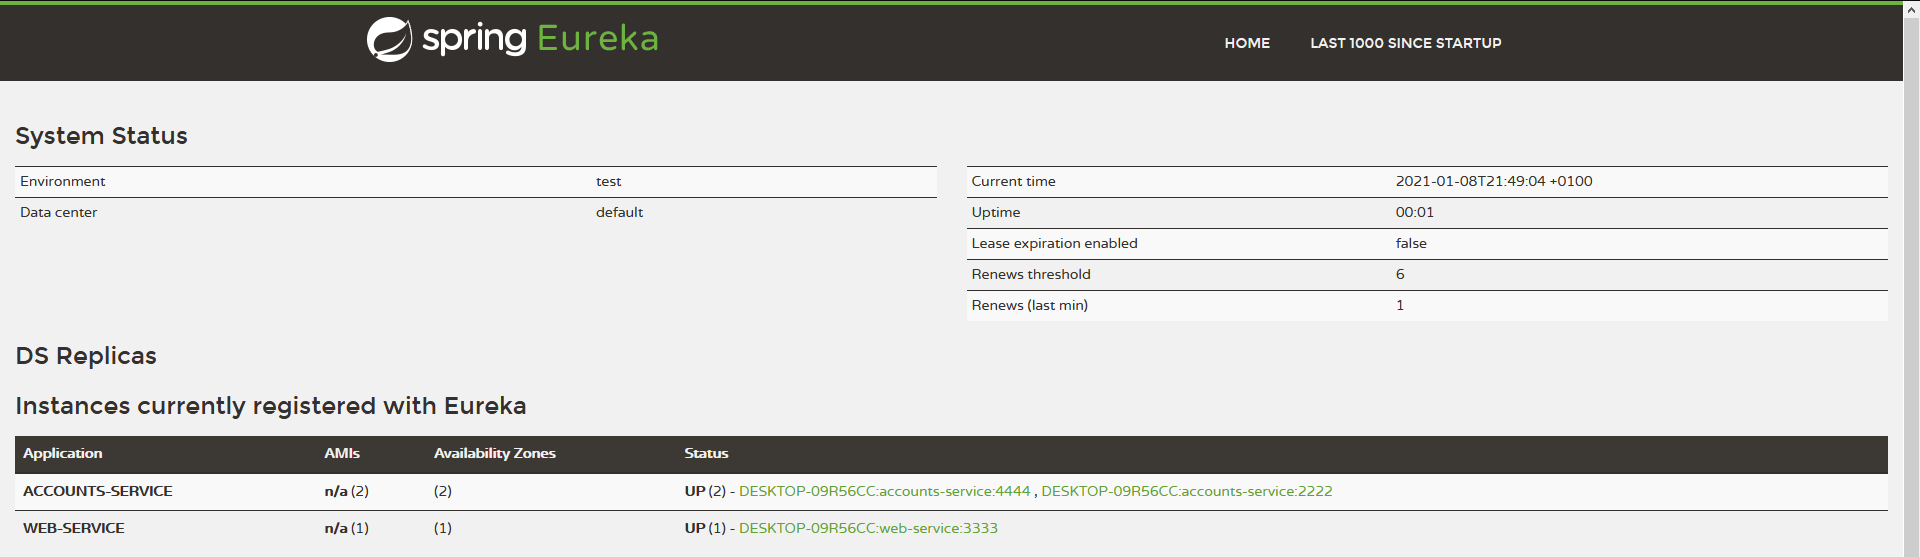 spring Eureka
HOME LAST 1000 SINCE STARTUP
System Status
Environment test
Data center default
Current time 2021-01-08T21:49:04 +0100
Uptime 00:01
Lease expiration enabled false
Renews threshold 6
Renews (last min) 1
DS Replicas
Instances currently registered with Eureka
Application AMIs Availability Zones Status
ACCOUNTS-SERVICE n/a (2) (2) UP (2) - DESKTOP-09R56CC:accounts-service:4444 , DESKTOP-09R56CC:accounts-service:2222
WEB-SERVICE n/a (1) (1) UP (1) - DESKTOP-09R56CC:web-service:3333